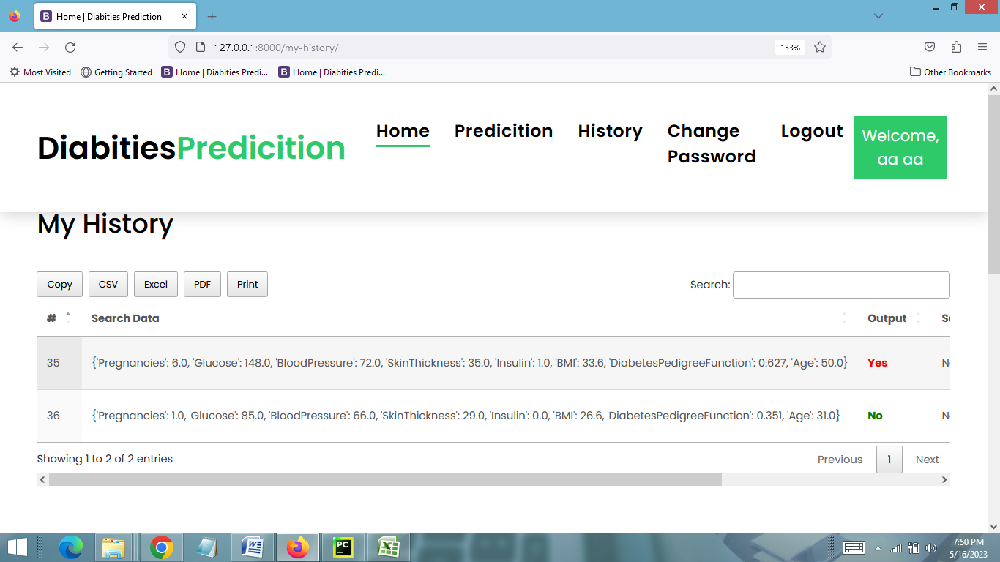 Home | Diabities Prediction
127.0.0.1:8000/my-history/
133%
Most Visited
Getting Started
Home | Diabities Predi...
Home | Diabities Predi...
Other Bookmarks
DiabitiesPredicition
Home
Predicition
History
Change
Password
Logout
Welcome,
aa aa
My History
Copy
CSV
Excel
PDF
Print
Search:
# Search Data Output
35 {'Pregnancies': 6.0, 'Glucose': 148.0, 'BloodPressure': 72.0, 'SkinThickness': 35.0, 'Insulin': 1.0, 'BMI': 33.6, 'DiabetesPedigreeFunction': 0.627, 'Age': 50.0} Yes
36 {'Pregnancies': 1.0, 'Glucose': 85.0, 'BloodPressure': 66.0, 'SkinThickness': 29.0, 'Insulin': 0.0, 'BMI': 26.6, 'DiabetesPedigreeFunction': 0.351, 'Age': 31.0} No
Showing 1 to 2 of 2 entries
Previous 1 Next
7:50 PM
5/16/2023